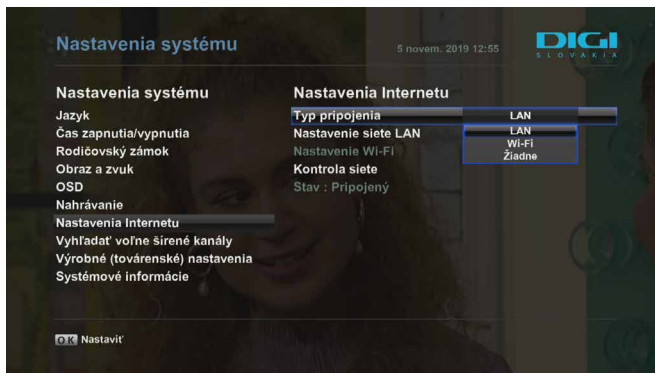 Nastavenia systému
5 novem. 2019 12:55
DIGI
SLOVAKIA
Nastavenia systému
Jazyk
Čas zapnutia/vypnutia
Rodičovský zámok
Obraz a zvuk
OSD
Nahrávanie
Nastavenia Internetu
Vyhľadať voľne šírené kanály
Výrobné (továrenské) nastavenia
Systémové informácie
Nastavenia Internetu
Typ pripojenia LAN
Nastavenie siete LAN LAN
Nastavenie Wi-Fi Wi-Fi
Žiadne
Kontrola siete
Stav : Pripojený
OK Nastaviť